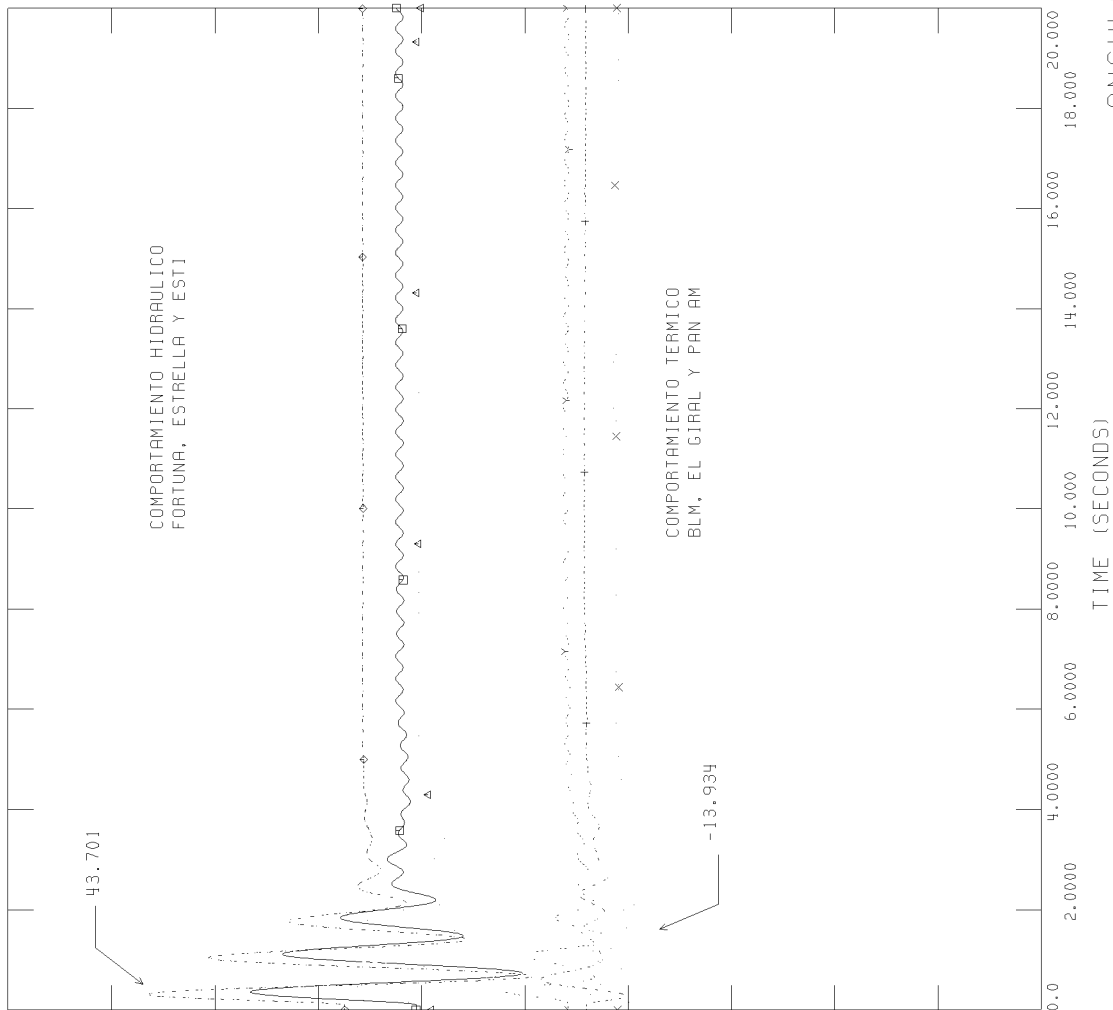 43.701
COMPORTAMIENTO HIDRAULICO
FORTUNA, ESTRELLA Y ESTI
COMPORTAMIENTO TERMICO
BLM, EL GIRAL Y PAN AM
-13.934
0.0
2.0000
4.0000
6.0000
8.0000
10.000
12.000
14.000
16.000
18.000
20.000
TIME (SECONDS)